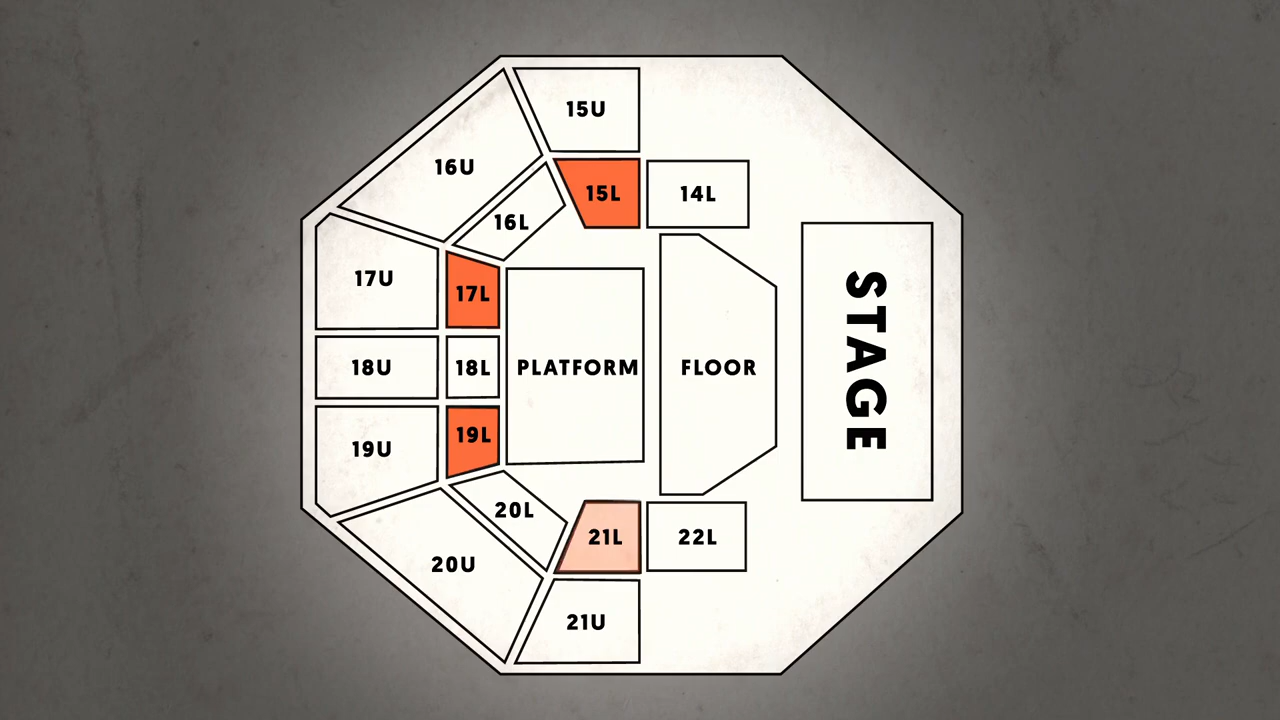 15U
16U
15L
14L
16L
17U
17L
18U
18L
PLATFORM
FLOOR
STAGE
19U
19L
20L
21L
22L
20U
21U